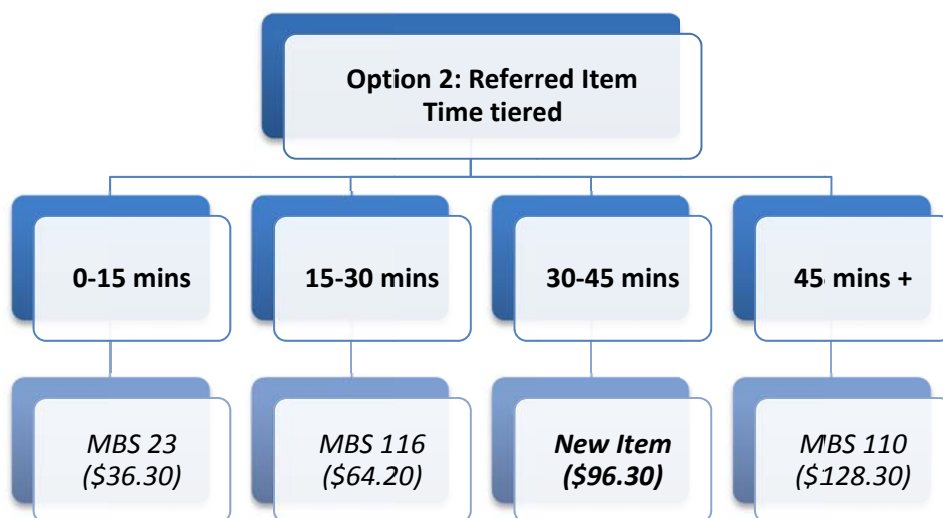 Option 2: Referred Item
Time tiered
0-15 mins
15-30 mins
30-45 mins
45 mins +
MBS 23
($36.30)
MBS 116
($64.20)
New Item
($96.30)
MBS 110
($128.30)